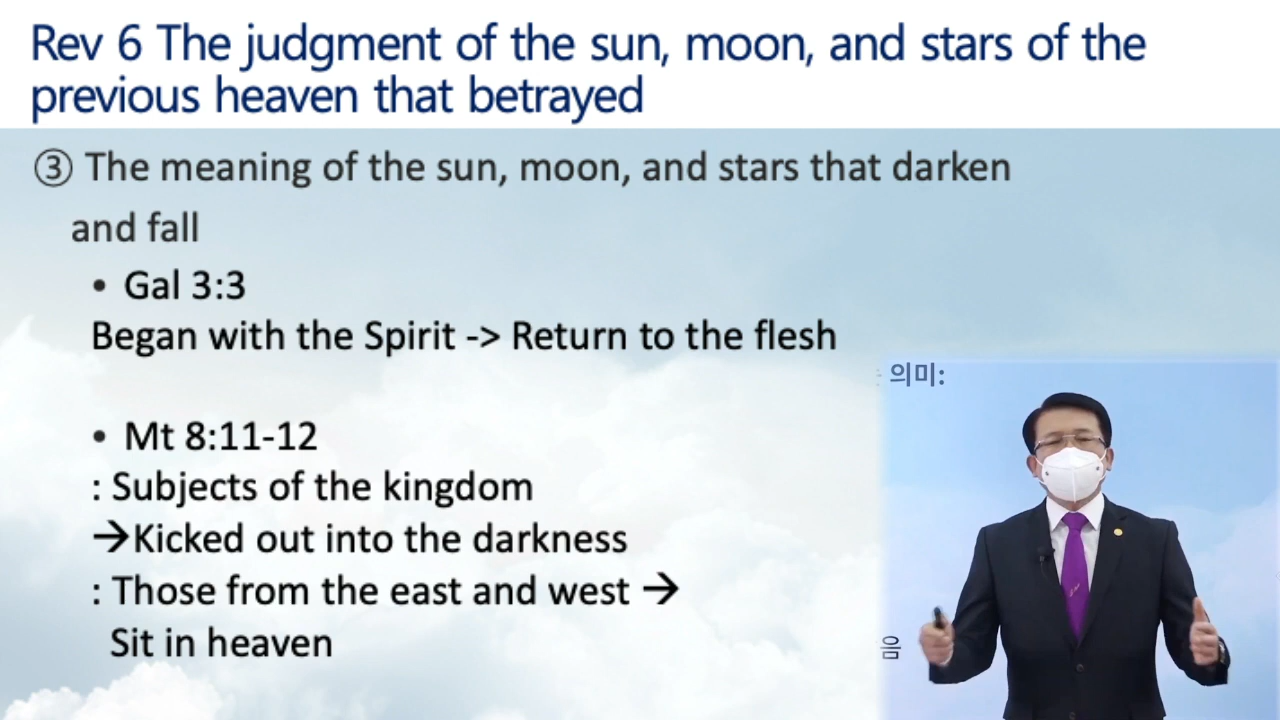 Rev 6 The judgment of the sun, moon, and stars of the
previous heaven that betrayed
③ The meaning of the sun, moon, and stars that darken
and fall
• Gal 3:3
Began with the Spirit -> Return to the flesh
• Mt 8:11-12
: Subjects of the kingdom
→Kicked out into the darkness
: Those from the east and west →
Sit in heaven
의미:
음